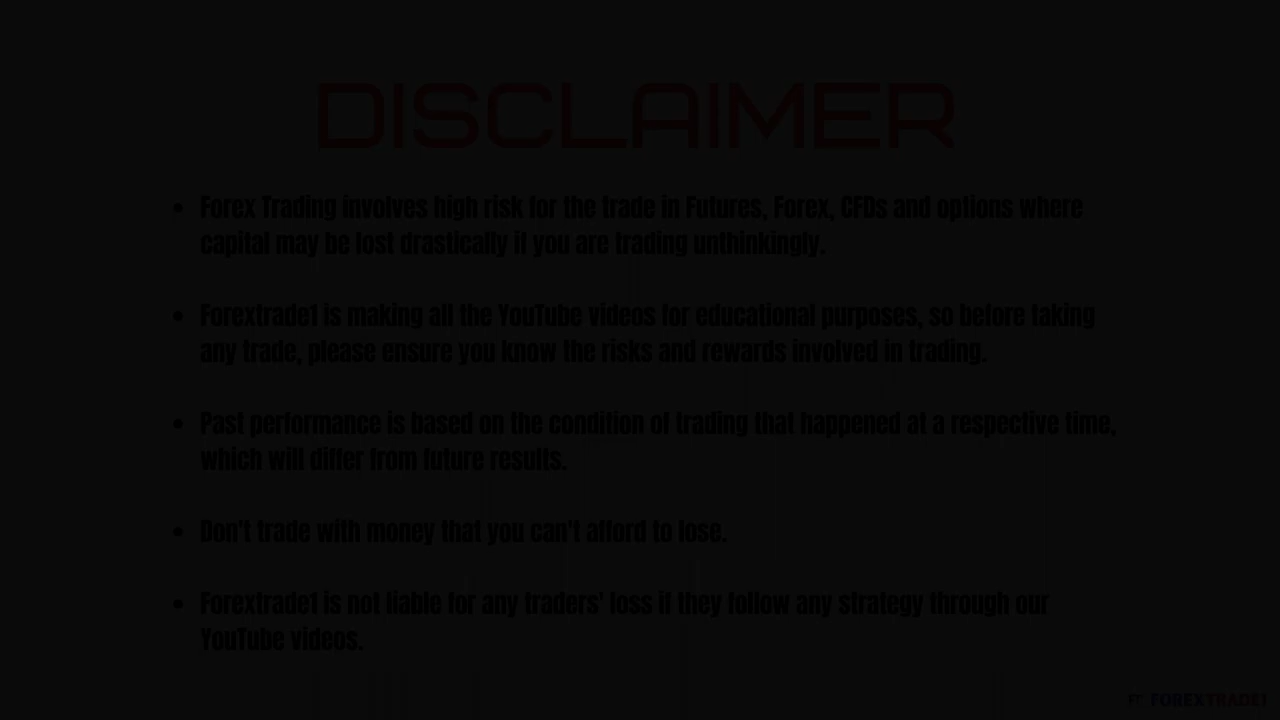 DISCLAIMER
• Forex Trading involves high risk for the trade in Futures, Forex, CFDs and options where
capital may be lost drastically if you are trading unthinkingly.
• Forextrade1 is making all the YouTube videos for educational purposes, so before taking
any trade, please ensure you know the risks and rewards involved in trading.
• Past performance is based on the condition of trading that happened at a respective time,
which will differ from future results.
• Don't trade with money that you can't afford to lose.
• Forextrade1 is not liable for any traders' loss if they follow any strategy through our
YouTube videos.
FOREXTRADE1